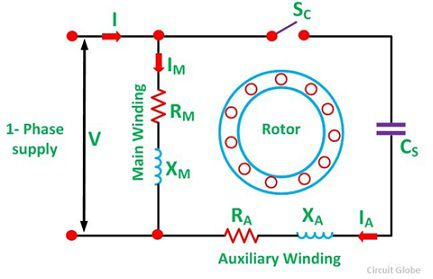 I
S_C
I_M
R_M
Main Winding
1- Phase
supply
V
X_M
Rotor
C_S
R_A
X_A
I_A
Auxiliary Winding
Circuit Globe